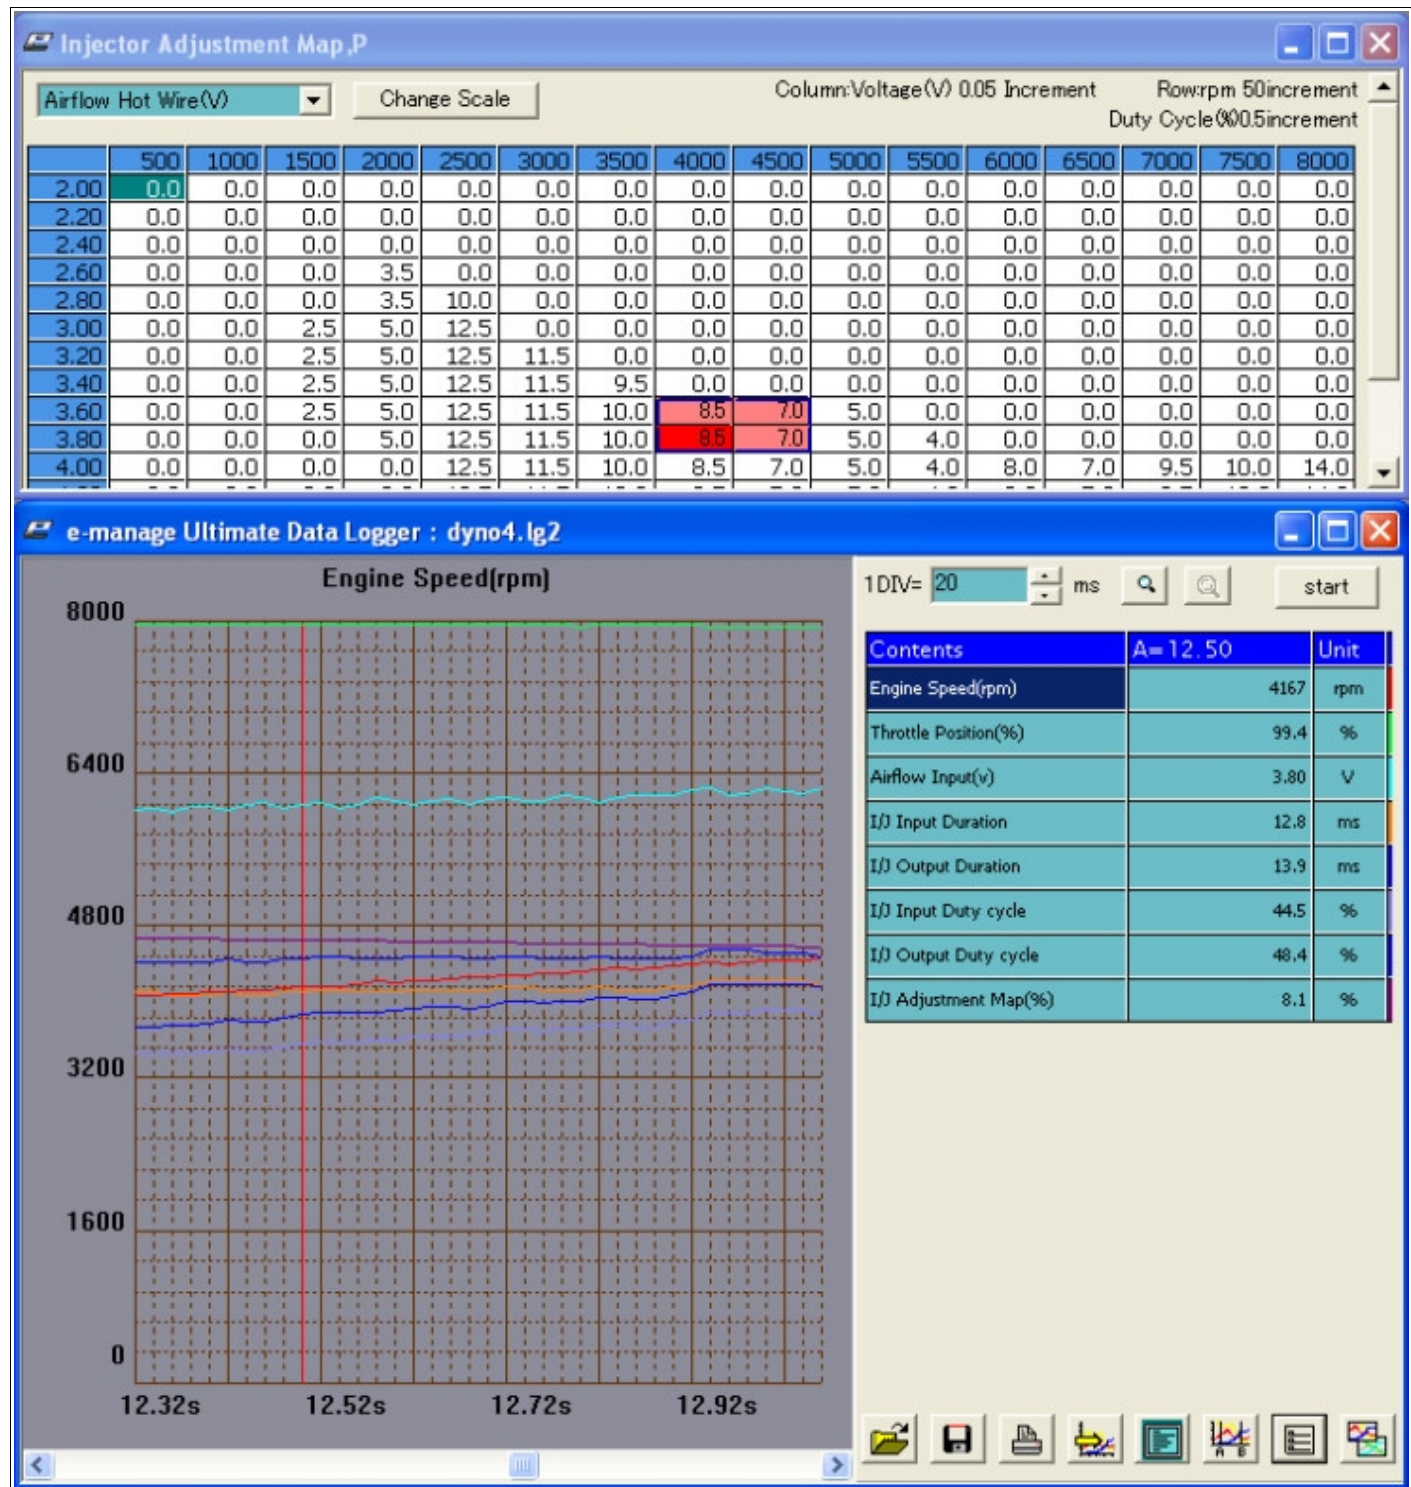 Injector Adjustment Map,P
Airflow Hot Wire(V) Change Scale Column:Voltage(V) 0.05 Increment Row:rpm 50increment
Duty Cycle(%)0.5increment
500 1000 1500 2000 2500 3000 3500 4000 4500 5000 5500 6000 6500 7000 7500 8000
2.00 0.0 0.0 0.0 0.0 0.0 0.0 0.0 0.0 0.0 0.0 0.0 0.0 0.0 0.0 0.0 0.0
2.20 0.0 0.0 0.0 0.0 0.0 0.0 0.0 0.0 0.0 0.0 0.0 0.0 0.0 0.0 0.0 0.0
2.40 0.0 0.0 0.0 0.0 0.0 0.0 0.0 0.0 0.0 0.0 0.0 0.0 0.0 0.0 0.0 0.0
2.60 0.0 0.0 0.0 3.5 0.0 0.0 0.0 0.0 0.0 0.0 0.0 0.0 0.0 0.0 0.0 0.0
2.80 0.0 0.0 0.0 3.5 10.0 0.0 0.0 0.0 0.0 0.0 0.0 0.0 0.0 0.0 0.0 0.0
3.00 0.0 0.0 2.5 5.0 12.5 0.0 0.0 0.0 0.0 0.0 0.0 0.0 0.0 0.0 0.0 0.0
3.20 0.0 0.0 2.5 5.0 12.5 11.5 0.0 0.0 0.0 0.0 0.0 0.0 0.0 0.0 0.0 0.0
3.40 0.0 0.0 2.5 5.0 12.5 11.5 9.5 0.0 0.0 0.0 0.0 0.0 0.0 0.0 0.0 0.0
3.60 0.0 0.0 2.5 5.0 12.5 11.5 10.0 8.5 7.0 5.0 0.0 0.0 0.0 0.0 0.0 0.0
3.80 0.0 0.0 0.0 5.0 12.5 11.5 10.0 8.5 7.0 5.0 4.0 0.0 0.0 0.0 0.0 0.0
4.00 0.0 0.0 0.0 0.0 12.5 11.5 10.0 8.5 7.0 5.0 4.0 8.0 7.0 9.5 10.0 14.0
e-manage Ultimate Data Logger : dyno4.lg2
Engine Speed(rpm)
8000
6400
4800
3200
1600
0
12.32s 12.52s 12.72s 12.92s
1DIV= 20 ms start
Contents A=12.50 Unit
Engine Speed(rpm) 4167 rpm
Throttle Position(%) 99.4 %
Airflow Input(v) 3.80 V
I/J Input Duration 12.8 ms
I/J Output Duration 13.9 ms
I/J Input Duty cycle 44.5 %
I/J Output Duty cycle 48.4 %
I/J Adjustment Map(%) 8.1 %
A B